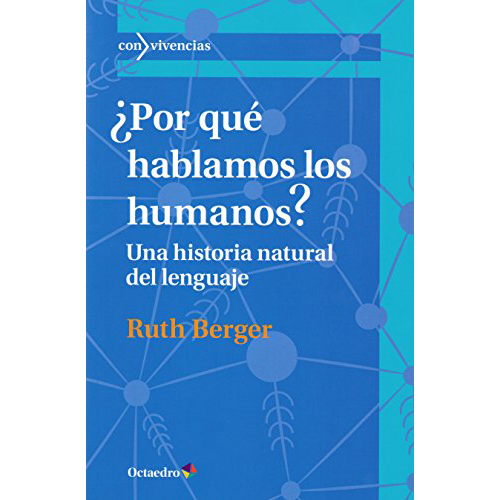 con vivencias
¿Por qué
hablamos los
humanos?
Una historia natural
del lenguaje
Ruth Berger
Octaedro